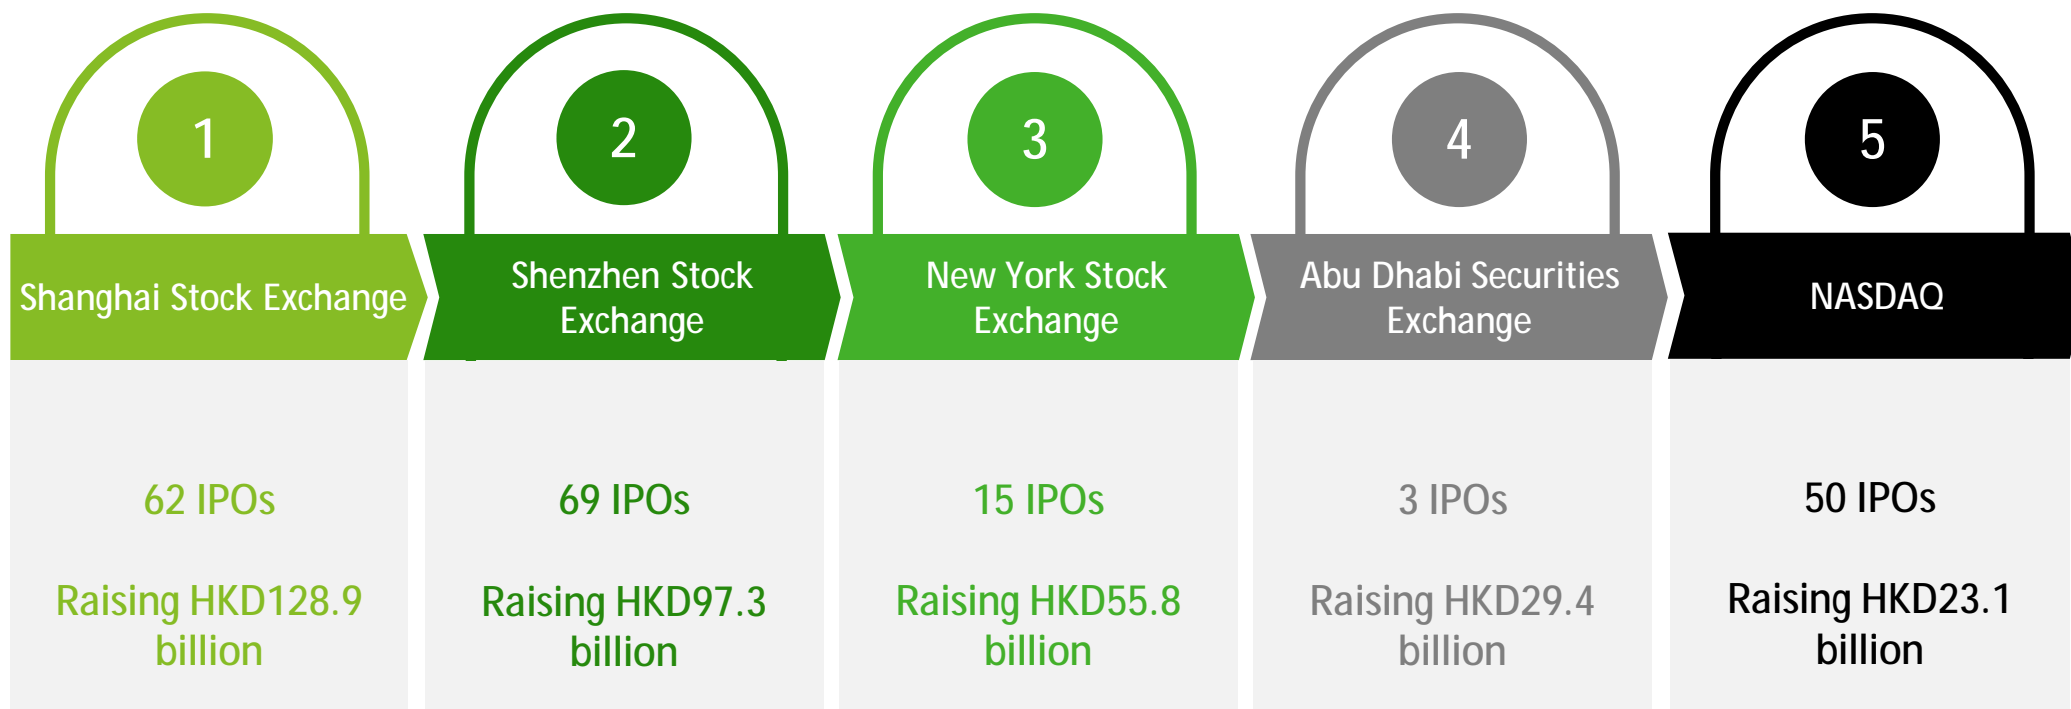 1
Shanghai Stock Exchange
62 IPOs
Raising HKD128.9
billion
2
Shenzhen Stock
Exchange
69 IPOs
Raising HKD97.3
billion
3
New York Stock
Exchange
15 IPOs
Raising HKD55.8
billion
4
Abu Dhabi Securities
Exchange
3 IPOs
Raising HKD29.4
billion
5
NASDAQ
50 IPOs
Raising HKD23.1
billion